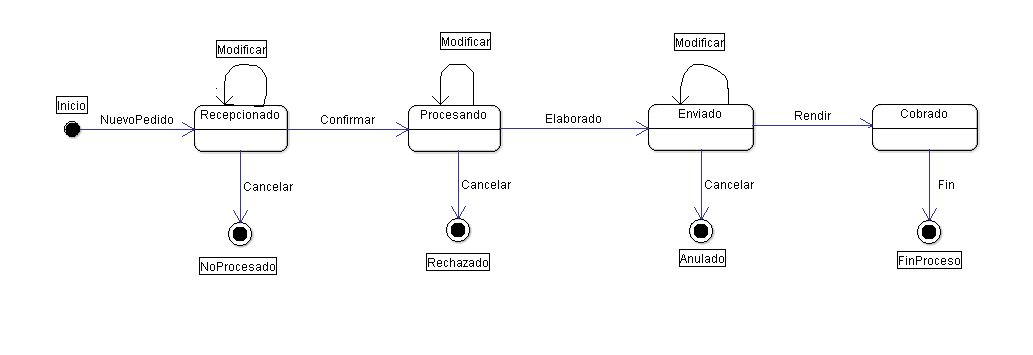 Modificar
Modificar
Modificar
Inicio
NuevoPedido
Recepcionado
Confirmar
Procesando
Elaborado
Enviado
Rendir
Cobrado
Cancelar
Cancelar
Cancelar
Fin
NoProcesado
Rechazado
Anulado
FinProceso